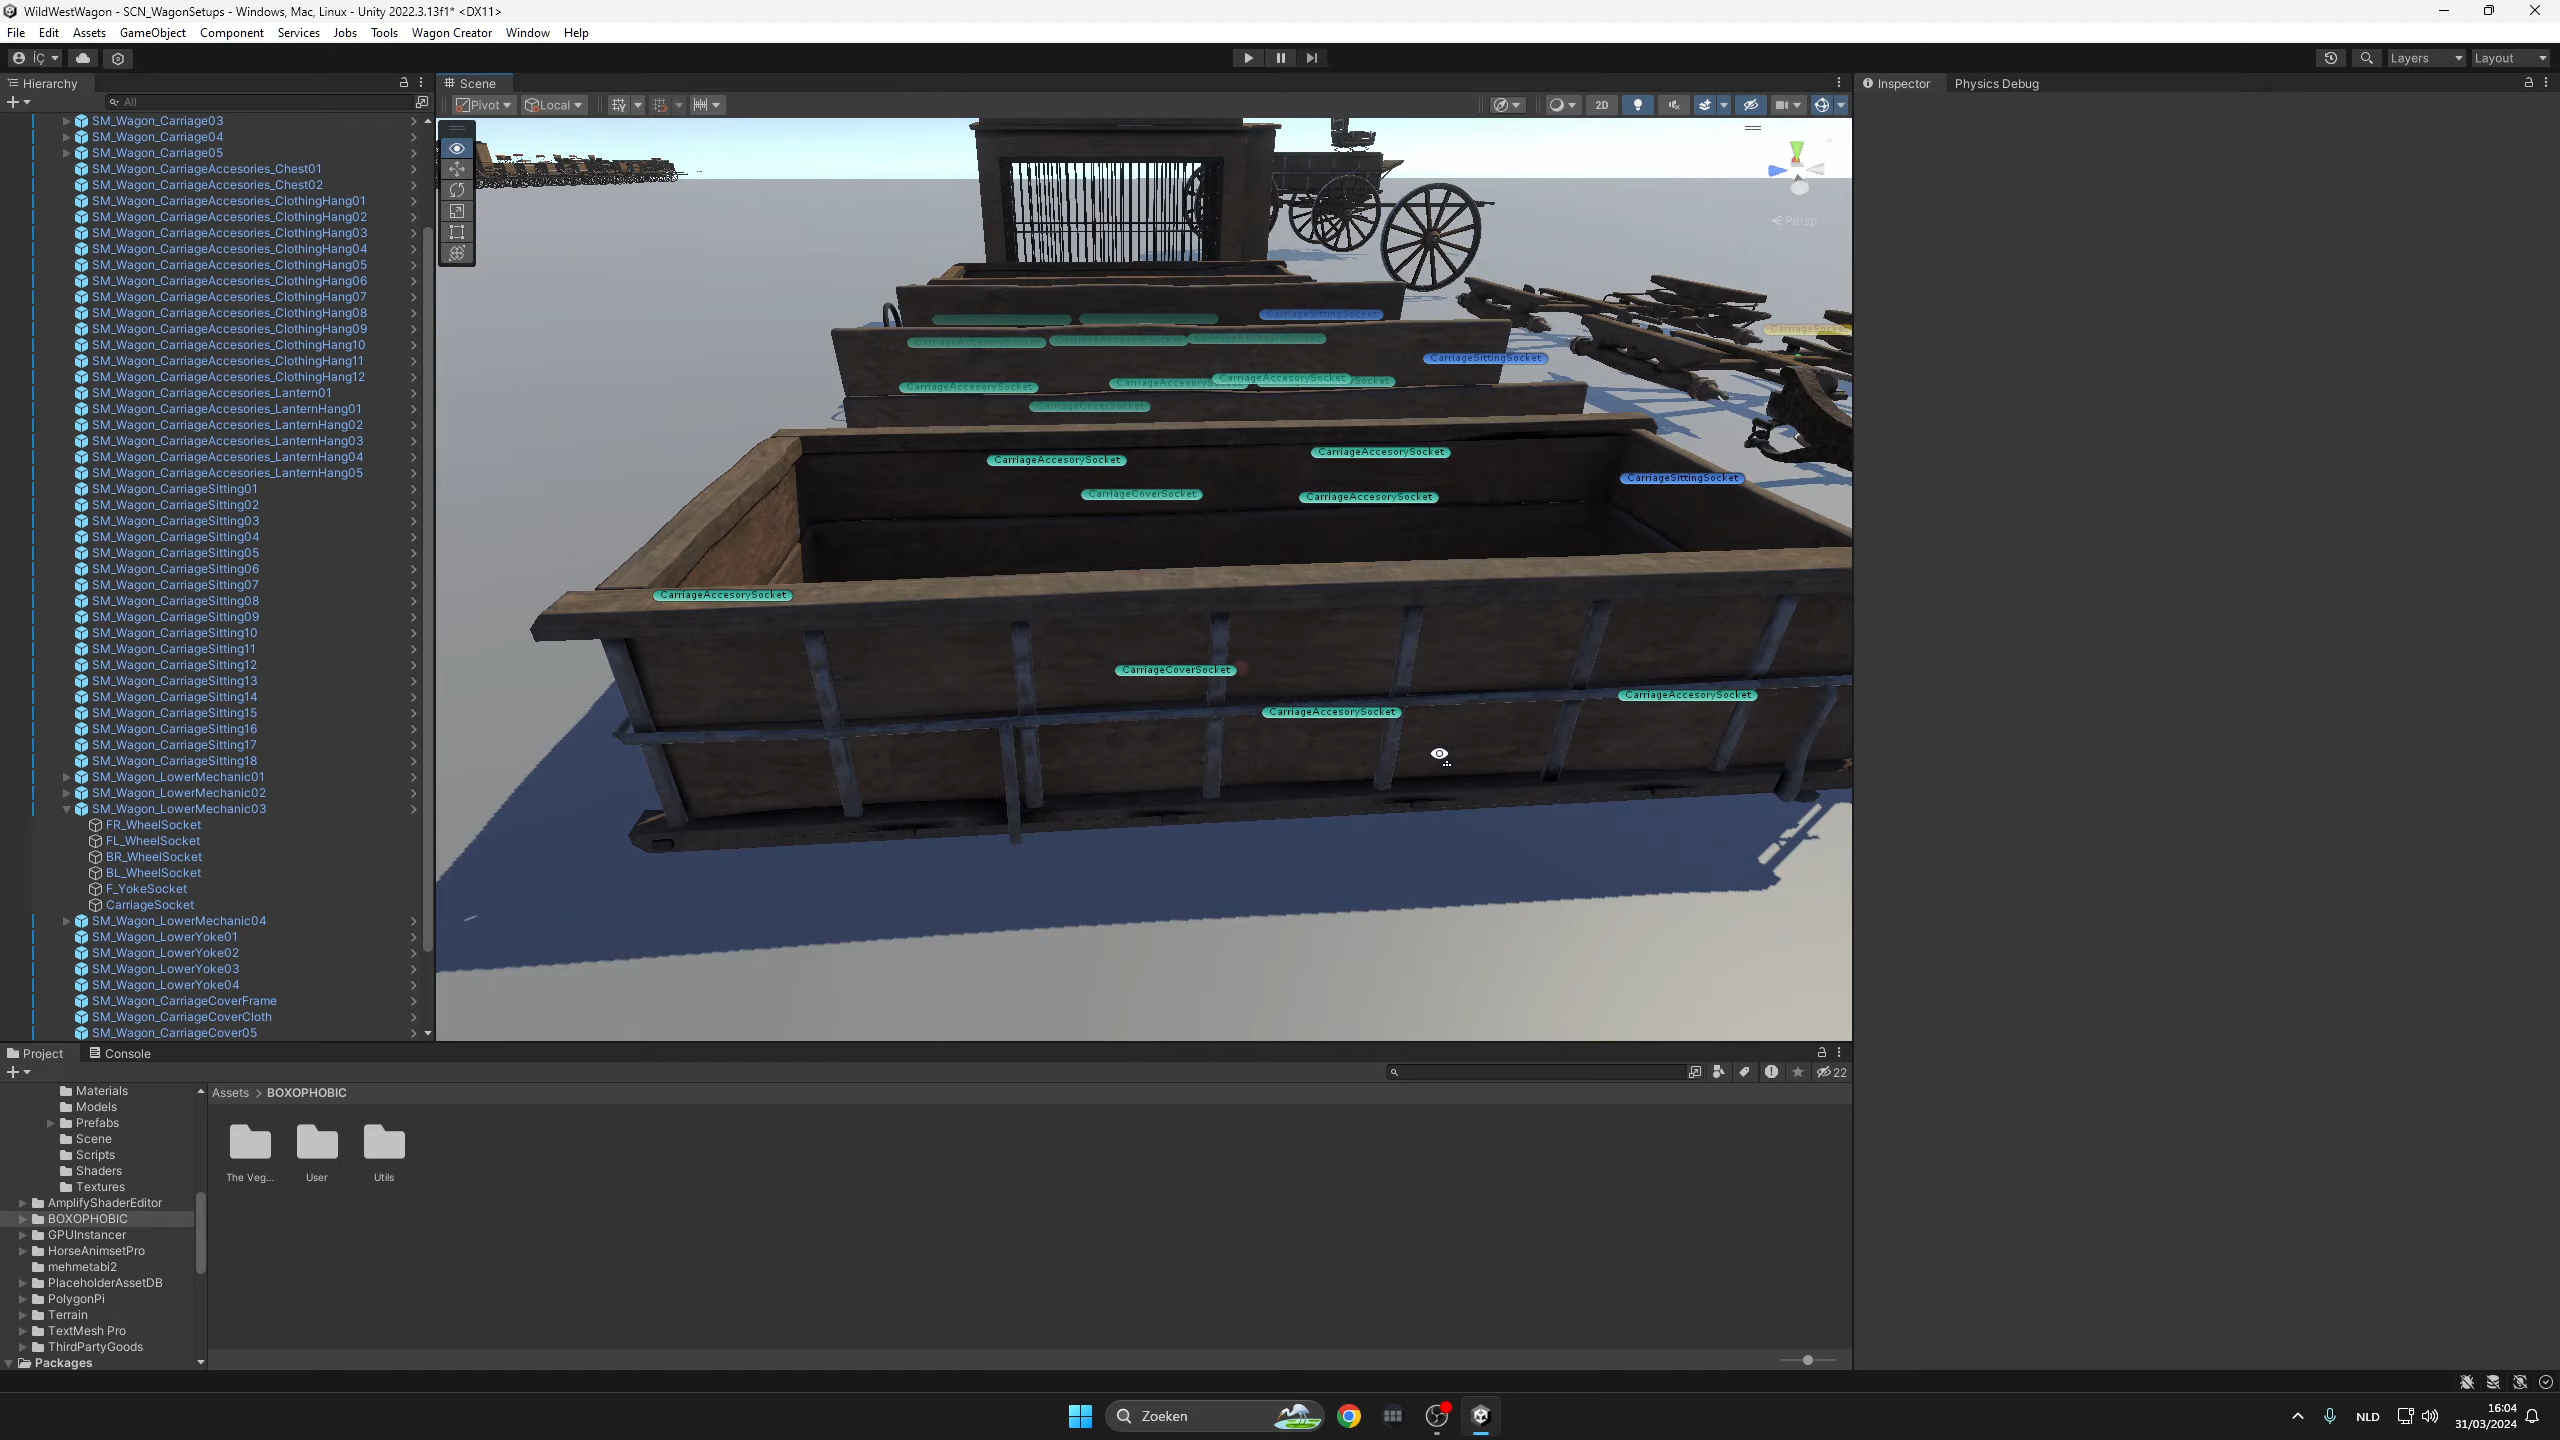 WildWestWagon - SCN_WagonSetups - Windows, Mac, Linux - Unity 2022.3.13f1* <DX11>
File Edit Assets GameObject Component Services Jobs Tools Wagon Creator Window Help
İÇ Layers Layout
Hierarchy
All
SM_Wagon_Carriage03
SM_Wagon_Carriage04
SM_Wagon_Carriage05
SM_Wagon_CarriageAccesories_Chest01
SM_Wagon_CarriageAccesories_Chest02
SM_Wagon_CarriageAccesories_ClothingHang01
SM_Wagon_CarriageAccesories_ClothingHang02
SM_Wagon_CarriageAccesories_ClothingHang03
SM_Wagon_CarriageAccesories_ClothingHang04
SM_Wagon_CarriageAccesories_ClothingHang05
SM_Wagon_CarriageAccesories_ClothingHang06
SM_Wagon_CarriageAccesories_ClothingHang07
SM_Wagon_CarriageAccesories_ClothingHang08
SM_Wagon_CarriageAccesories_ClothingHang09
SM_Wagon_CarriageAccesories_ClothingHang10
SM_Wagon_CarriageAccesories_ClothingHang11
SM_Wagon_CarriageAccesories_ClothingHang12
SM_Wagon_CarriageAccesories_Lantern01
SM_Wagon_CarriageAccesories_LanternHang01
SM_Wagon_CarriageAccesories_LanternHang02
SM_Wagon_CarriageAccesories_LanternHang03
SM_Wagon_CarriageAccesories_LanternHang04
SM_Wagon_CarriageAccesories_LanternHang05
SM_Wagon_CarriageSitting01
SM_Wagon_CarriageSitting02
SM_Wagon_CarriageSitting03
SM_Wagon_CarriageSitting04
SM_Wagon_CarriageSitting05
SM_Wagon_CarriageSitting06
SM_Wagon_CarriageSitting07
SM_Wagon_CarriageSitting08
SM_Wagon_CarriageSitting09
SM_Wagon_CarriageSitting10
SM_Wagon_CarriageSitting11
SM_Wagon_CarriageSitting12
SM_Wagon_CarriageSitting13
SM_Wagon_CarriageSitting14
SM_Wagon_CarriageSitting15
SM_Wagon_CarriageSitting16
SM_Wagon_CarriageSitting17
SM_Wagon_CarriageSitting18
SM_Wagon_LowerMechanic01
SM_Wagon_LowerMechanic02
SM_Wagon_LowerMechanic03
FR_WheelSocket
FL_WheelSocket
BR_WheelSocket
BL_WheelSocket
F_YokeSocket
CarriageSocket
SM_Wagon_LowerMechanic04
SM_Wagon_LowerYoke01
SM_Wagon_LowerYoke02
SM_Wagon_LowerYoke03
SM_Wagon_LowerYoke04
SM_Wagon_CarriageCoverFrame
SM_Wagon_CarriageCoverCloth
SM_Wagon_CarriageCover05
Scene
Pivot Local 2D
Persp
CarriageSittingSocket
CarriageAccesorySocket CarriageAccesorySocket CarriageAccesorySocket
CarriageSittingSocket
CarriageAccesorySocket CarriageAccesorySocket
CarriageCoverSocket
CarriageAccesorySocket CarriageAccesorySocket
CarriageSittingSocket
CarriageCoverSocket CarriageAccesorySocket
CarriageAccesorySocket
CarriageCoverSocket
CarriageAccesorySocket
CarriageAccesorySocket
Inspector Physics Debug
Project Console
22
Materials
Models
Prefabs
Scene
Scripts
Shaders
Textures
AmplifyShaderEditor
BOXOPHOBIC
GPUInstancer
HorseAnimsetPro
mehmetabi2
PlaceholderAssetDB
PolygonPi
Terrain
TextMesh Pro
ThirdPartyGoods
Packages
Assets > BOXOPHOBIC
The Veg... User Utils
Zoeken
NLD
16:04
31/03/2024